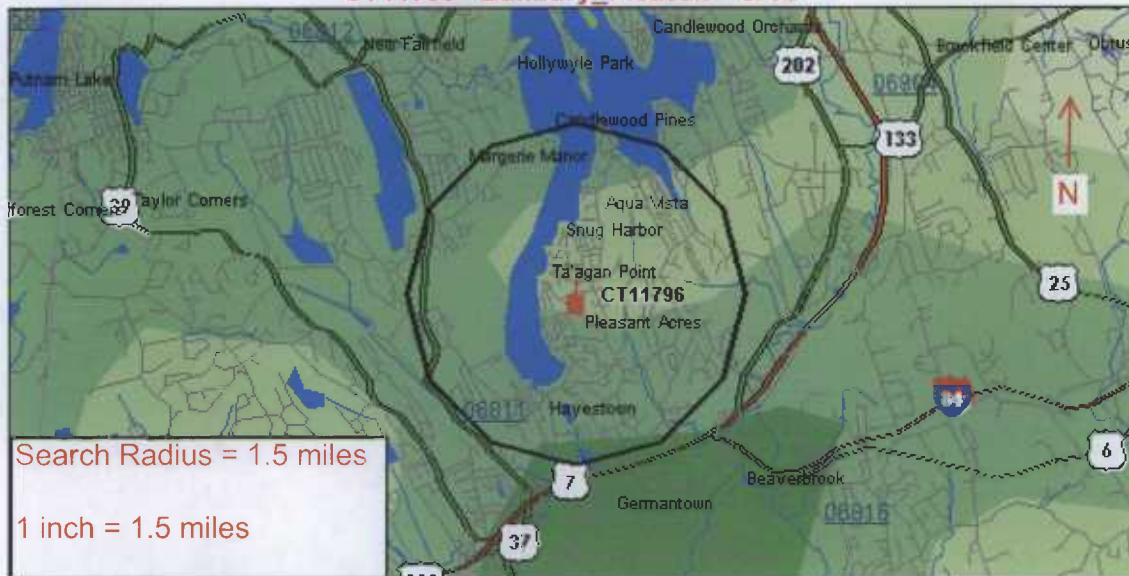 06812
New Fairfield
Candlewood Orchards
Brookfield Center
Putnam Lake
Hollywyle Park
202
06804
Candlewood Pines
133
Margerie Manor
N
39
Taylor Corners
Aqua Vista
Snug Harbor
Ta'agan Point
CT11796
25
Pleasant Acres
06811
Hayestown
84
Search Radius = 1.5 miles
7
6
Beaverbrook
Germantown
06816
1 inch = 1.5 miles
37